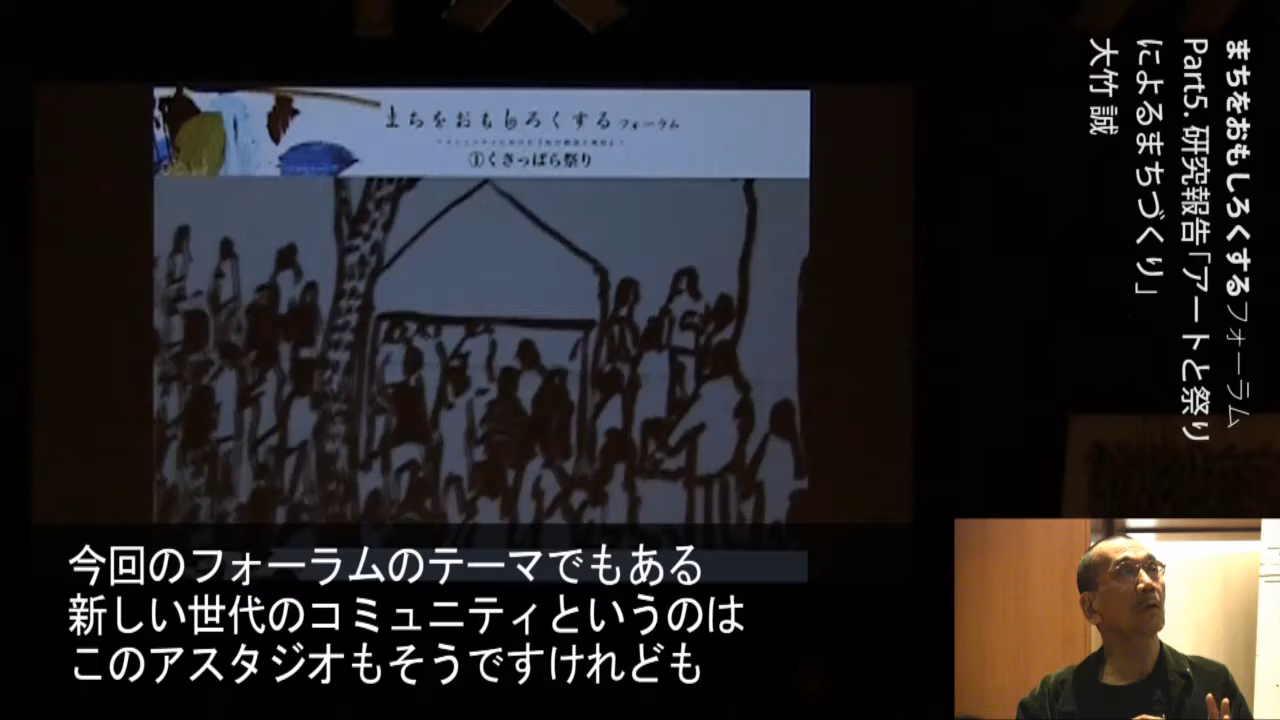 まちをおもしろくするフォーラム
Part5. 研究報告「アートと祭り
によるまちづくり」
大竹 誠
まちをおもしろくするフォーラム
①くきっぱら祭り
今回のフォーラムのテーマでもある
新しい世代のコミュニティというのは
このアスタジオもそうですけれども